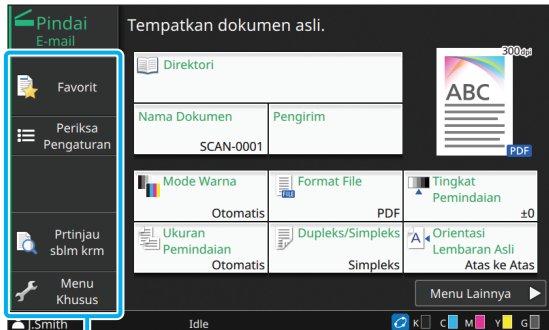 Pindai
E-mail
Tempatkan dokumen asli.
300dpi
ABC
PDF
Favorit
Periksa
Pengaturan
Prtinjau
sblm krm
Menu
Khusus
Direktori
Nama Dokumen
SCAN-0001
Pengirim
Mode Warna
Otomatis
Format File
FILE
PDF
Tingkat
Pemindaian
±0
Ukuran
Pemindaian
Otomatis
Dupleks/Simpleks
Simpleks
A
Orientasi
Lembaran Asli
Atas ke Atas
Menu Lainnya
J.Smith
Idle
K C M Y G